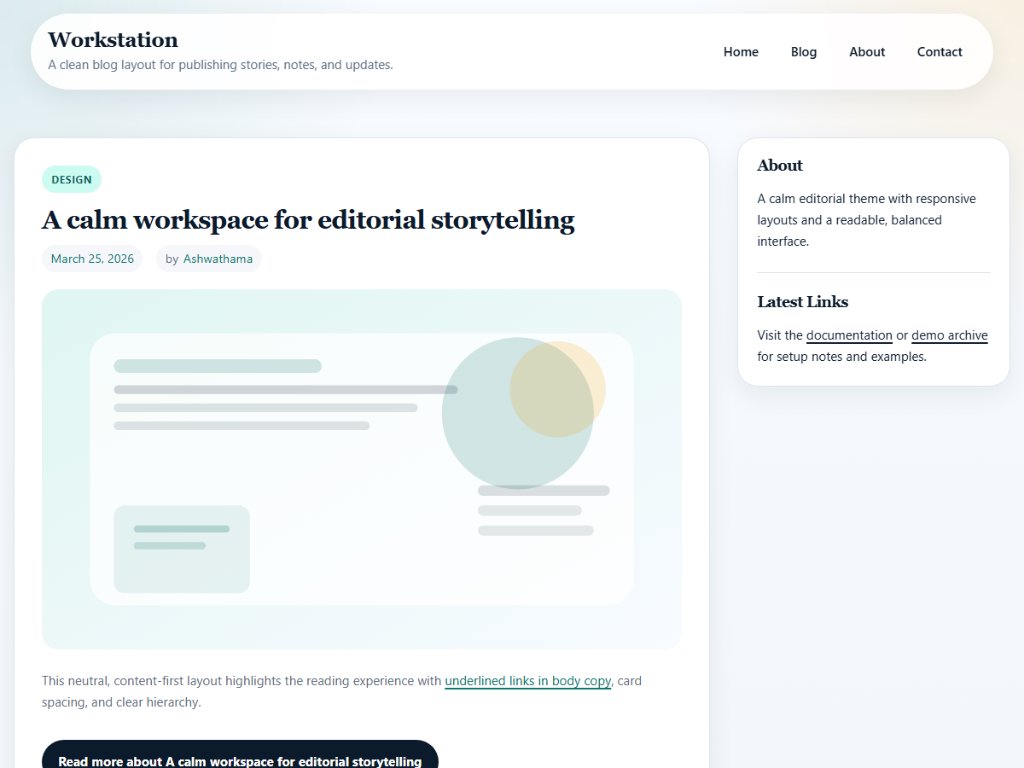 Workstation
A clean blog layout for publishing stories, notes, and updates.
Home Blog About Contact
DESIGN
A calm workspace for editorial storytelling
March 25, 2026 by Ashwathama
This neutral, content-first layout highlights the reading experience with underlined links in body copy, card
spacing, and clear hierarchy.
Read more about A calm workspace for editorial storytelling
About
A calm editorial theme with responsive
layouts and a readable, balanced
interface.
Latest Links
Visit the documentation or demo archive
for setup notes and examples.